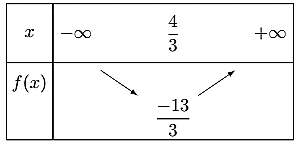 x −∞ 4/3 +∞
f(x)
−13/3